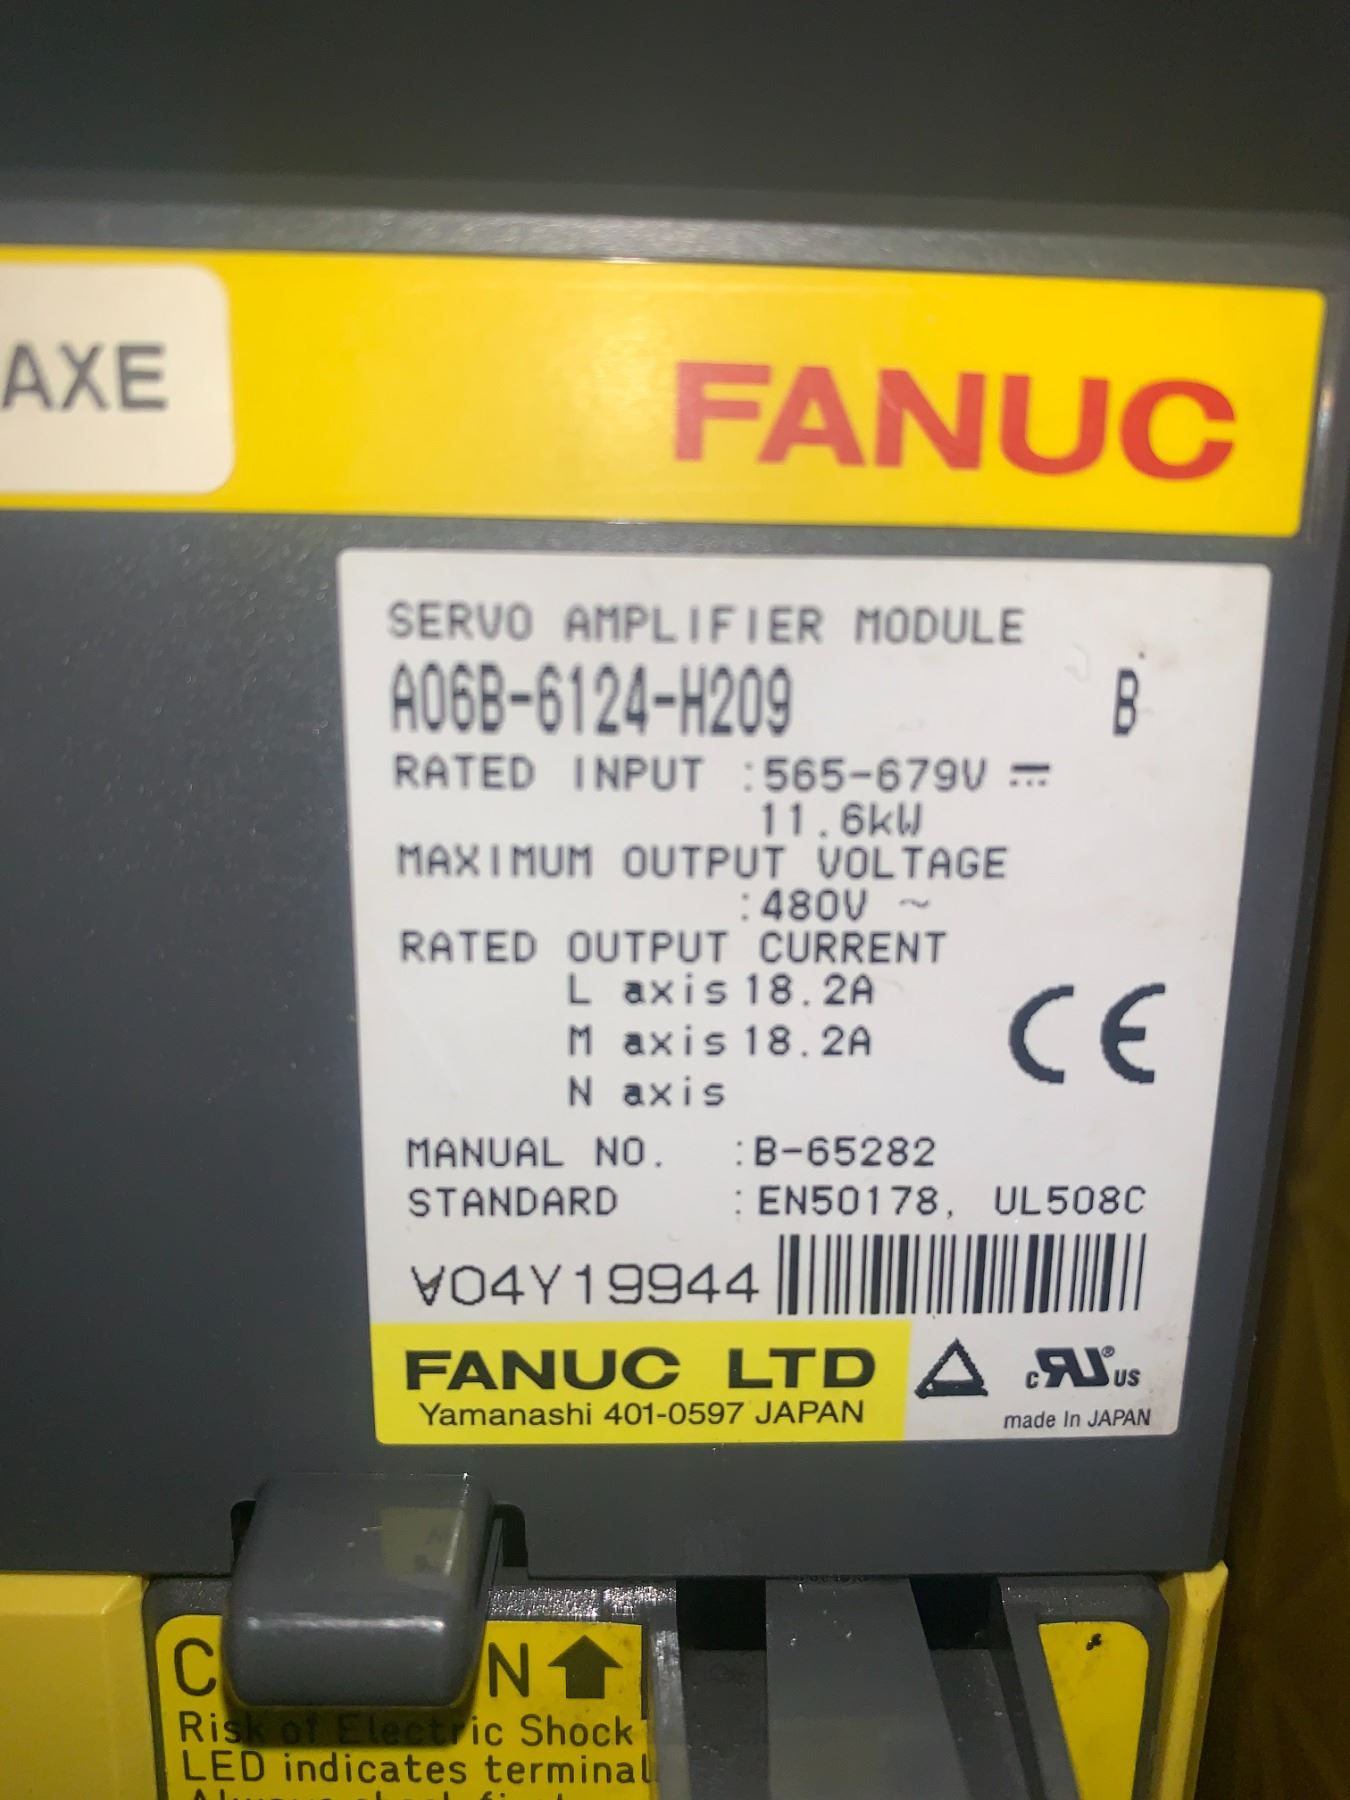 AXE
FANUC
SERVO AMPLIFIER MODULE
A06B-6124-H209 B
RATED INPUT :565-679V ⎓
11.6kW
MAXIMUM OUTPUT VOLTAGE
:480V ~
RATED OUTPUT CURRENT
L axis 18.2A
M axis 18.2A
N axis
CE
MANUAL NO. :B-65282
STANDARD :EN50178, UL508C
V04Y19944
FANUC LTD
Yamanashi 401-0597 JAPAN
c RU ® US
made In JAPAN
C N
Risk of Electric Shock
LED indicates terminal